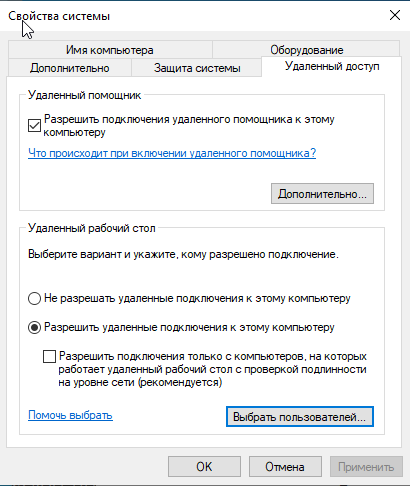 Свойства системы
Имя компьютера
Оборудование
Дополнительно
Защита системы
Удаленный доступ
Удаленный помощник
Разрешить подключения удаленного помощника к этому
компьютеру
Что происходит при включении удаленного помощника?
Дополнительно...
Удаленный рабочий стол
Выберите вариант и укажите, кому разрешено подключение.
Не разрешать удаленные подключения к этому компьютеру
Разрешить удаленные подключения к этому компьютеру
Разрешить подключения только с компьютеров, на которых
работает удаленный рабочий стол с проверкой подлинности
на уровне сети (рекомендуется)
Помочь выбрать
Выбрать пользователей...
ОК
Отмена
Применить